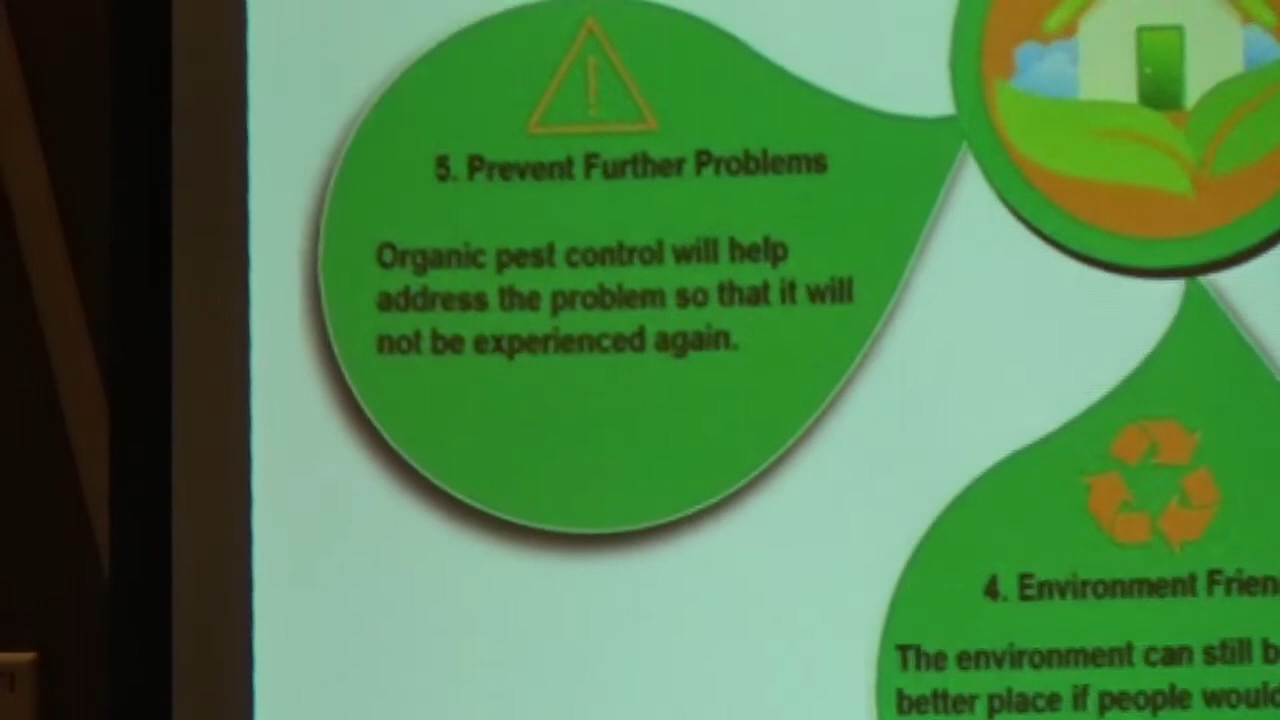 5. Prevent Further Problems
Organic pest control will help
address the problem so that it will
not be experienced again.
4. Environment
The environment can still
better place if people